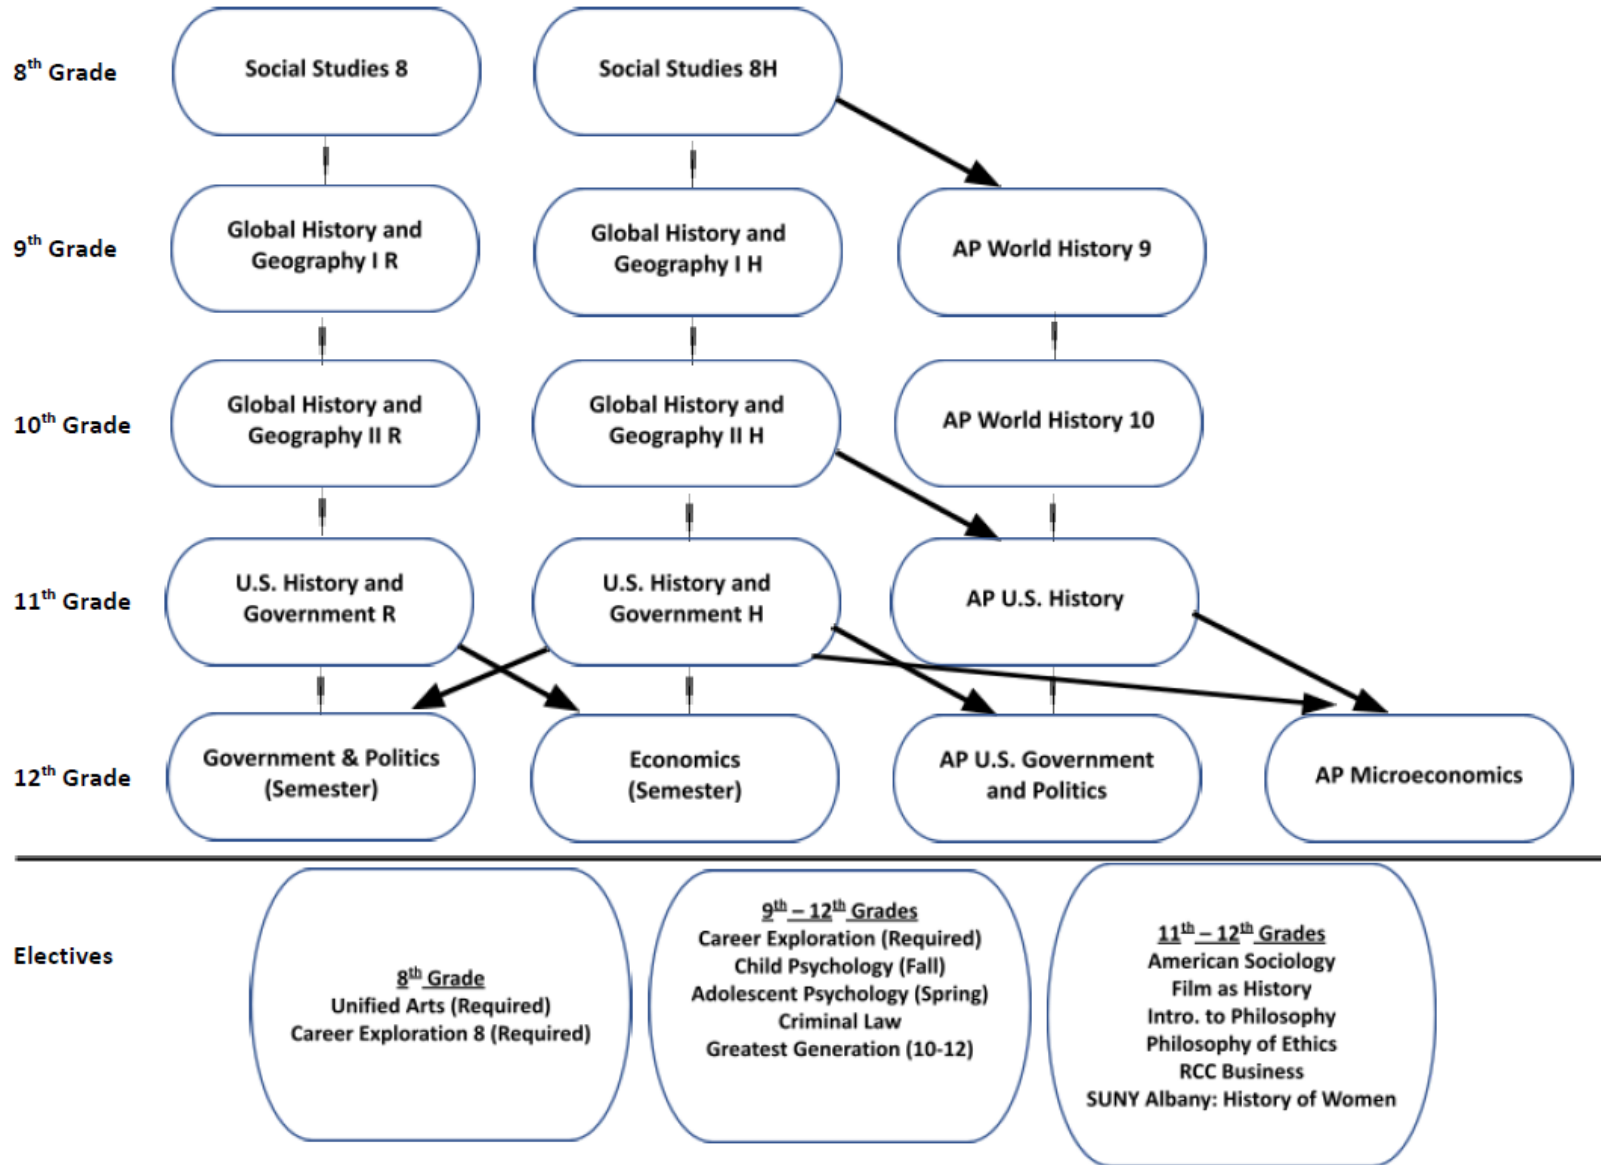 8th Grade
Social Studies 8
Social Studies 8H
9th Grade
Global History and
Geography I R
Global History and
Geography I H
AP World History 9
10th Grade
Global History and
Geography II R
Global History and
Geography II H
AP World History 10
11th Grade
U.S. History and
Government R
U.S. History and
Government H
AP U.S. History
12th Grade
Government & Politics
(Semester)
Economics
(Semester)
AP U.S. Government
and Politics
AP Microeconomics
Electives
8th Grade
Unified Arts (Required)
Career Exploration 8 (Required)
9th – 12th Grades
Career Exploration (Required)
Child Psychology (Fall)
Adolescent Psychology (Spring)
Criminal Law
Greatest Generation (10-12)
11th – 12th Grades
American Sociology
Film as History
Intro. to Philosophy
Philosophy of Ethics
RCC Business
SUNY Albany: History of Women